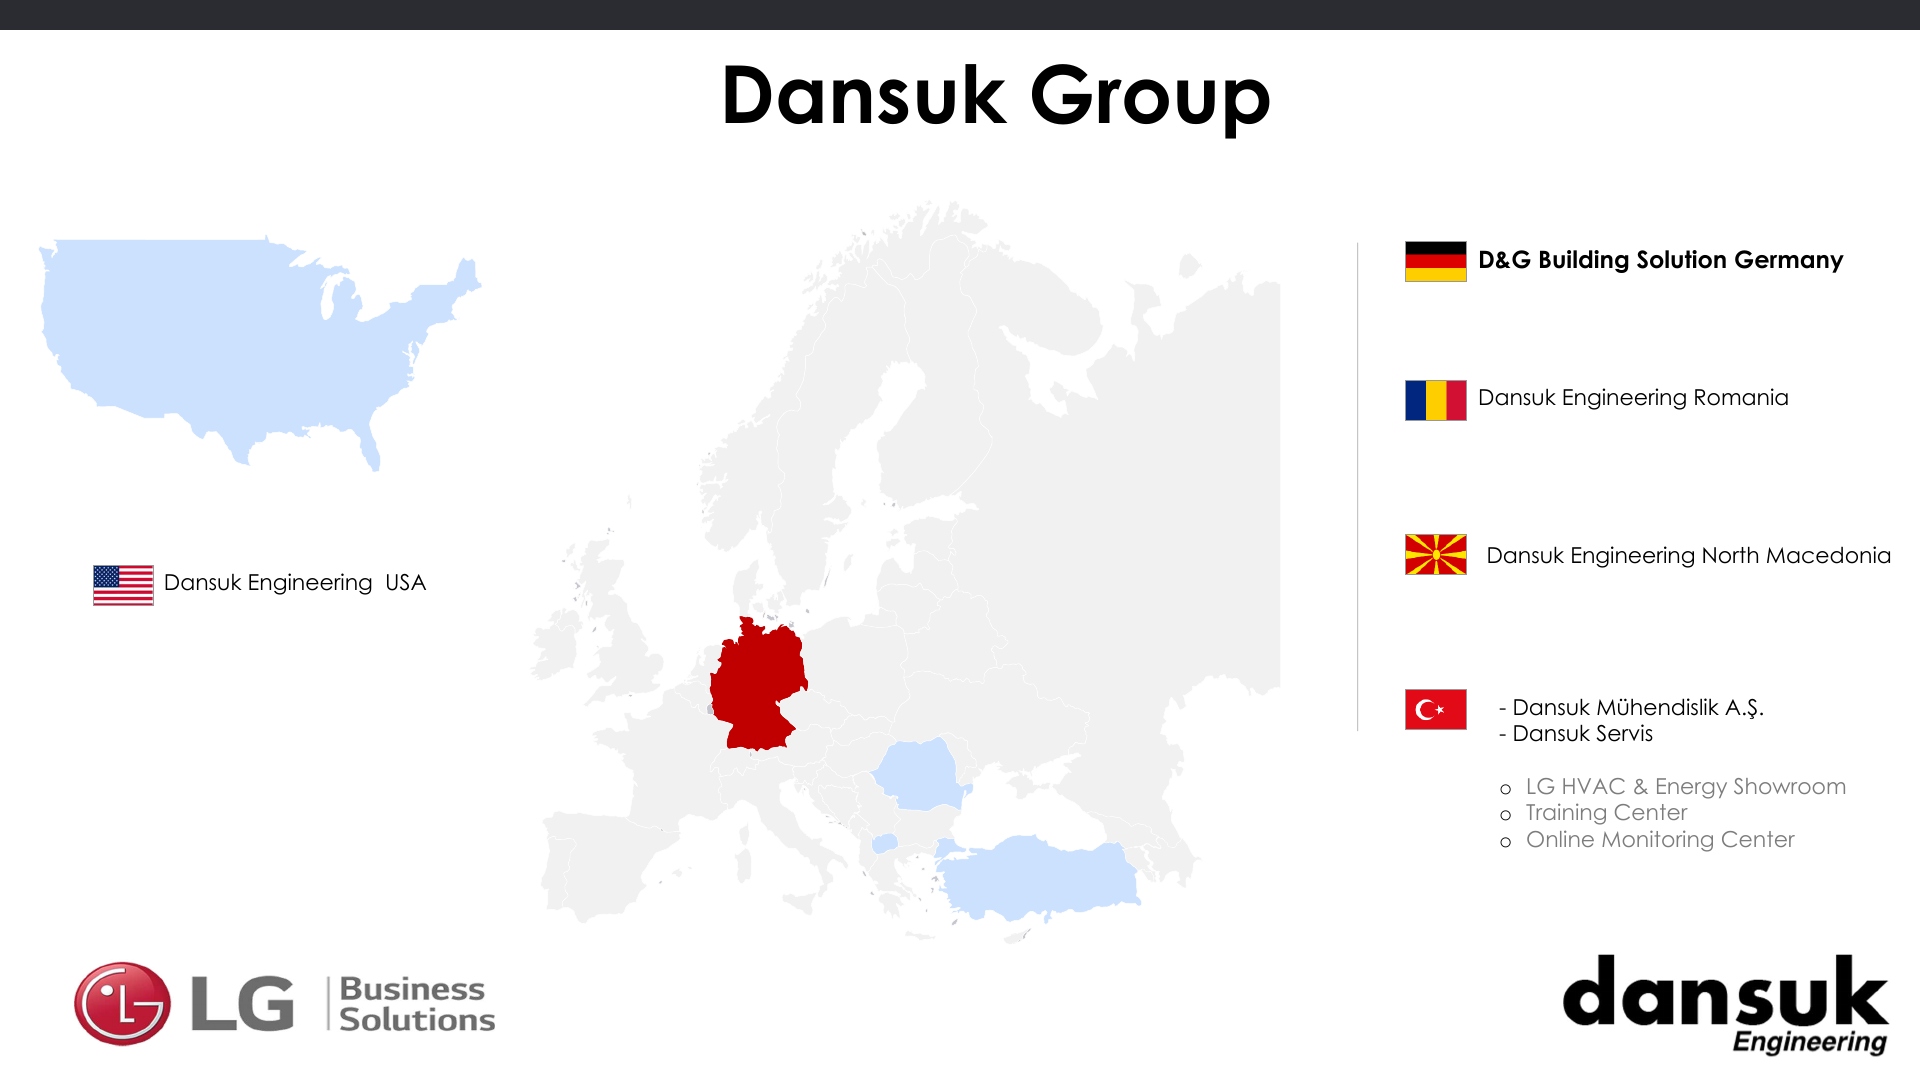 Dansuk Group
Dansuk Engineering  USA
D&G Building Solution Germany
Dansuk Engineering Romania
Dansuk Engineering North Macedonia
- Dansuk Mühendislik A.Ş.
- Dansuk Servis
o LG HVAC & Energy Showroom
o Training Center
o Online Monitoring Center
LG Business
Solutions
dansuk
Engineering